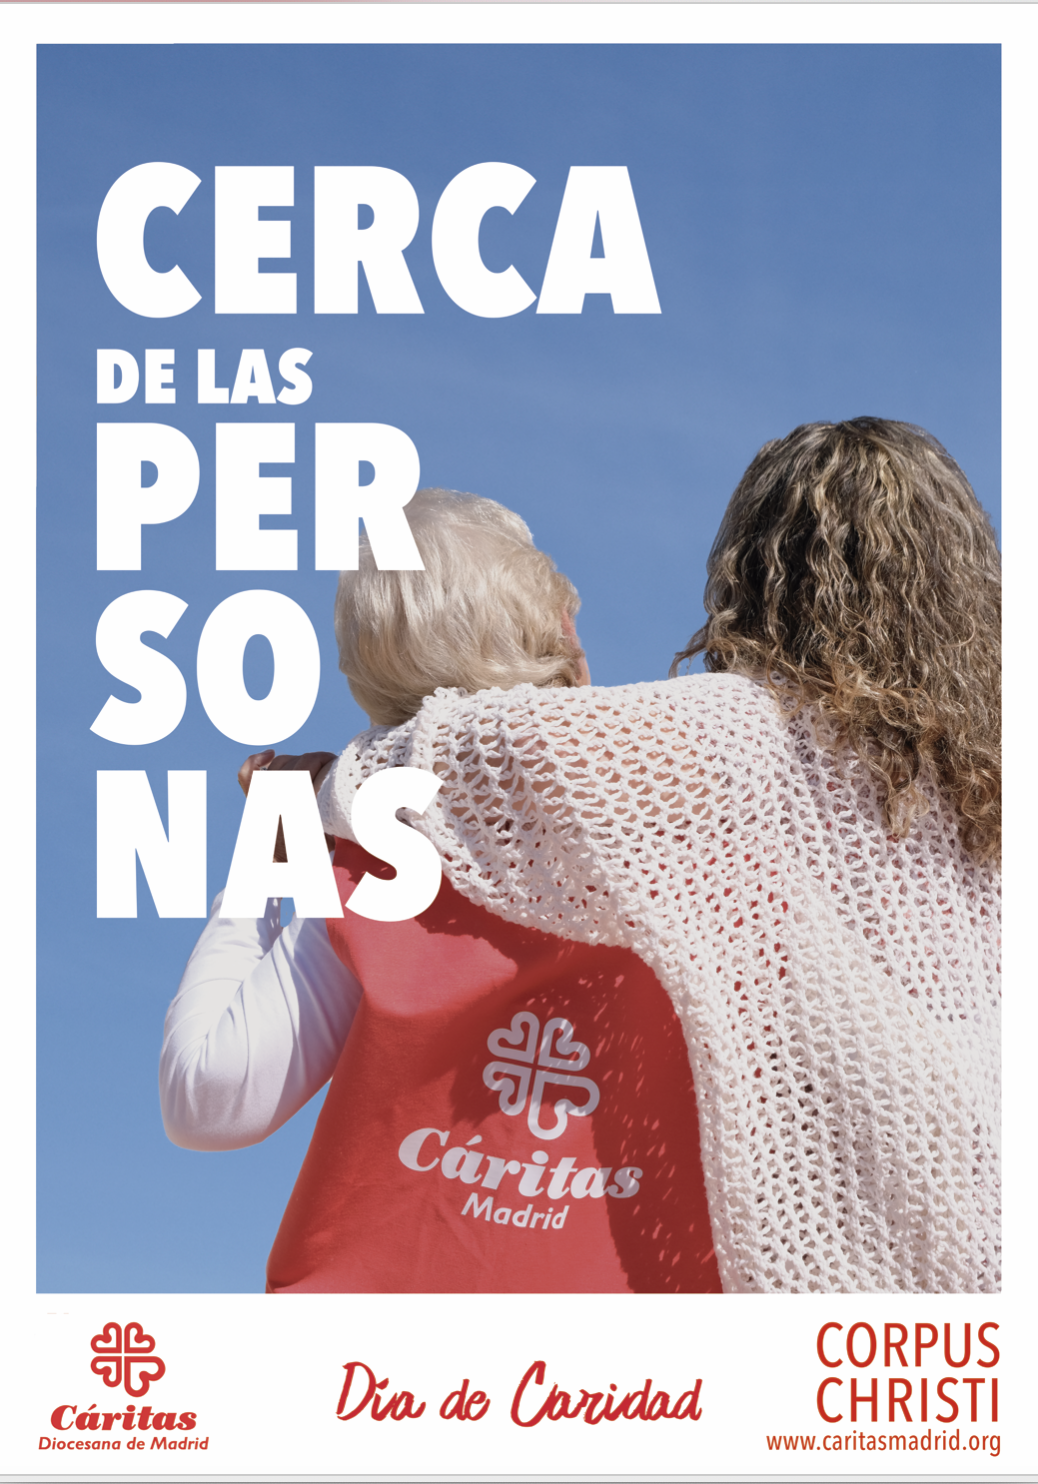 CERCA
DE LAS
PER
SO
NAS
Cáritas
Madrid
Cáritas
Diocesana de Madrid
Día de Caridad
CORPUS
CHRISTI
www.caritasmadrid.org